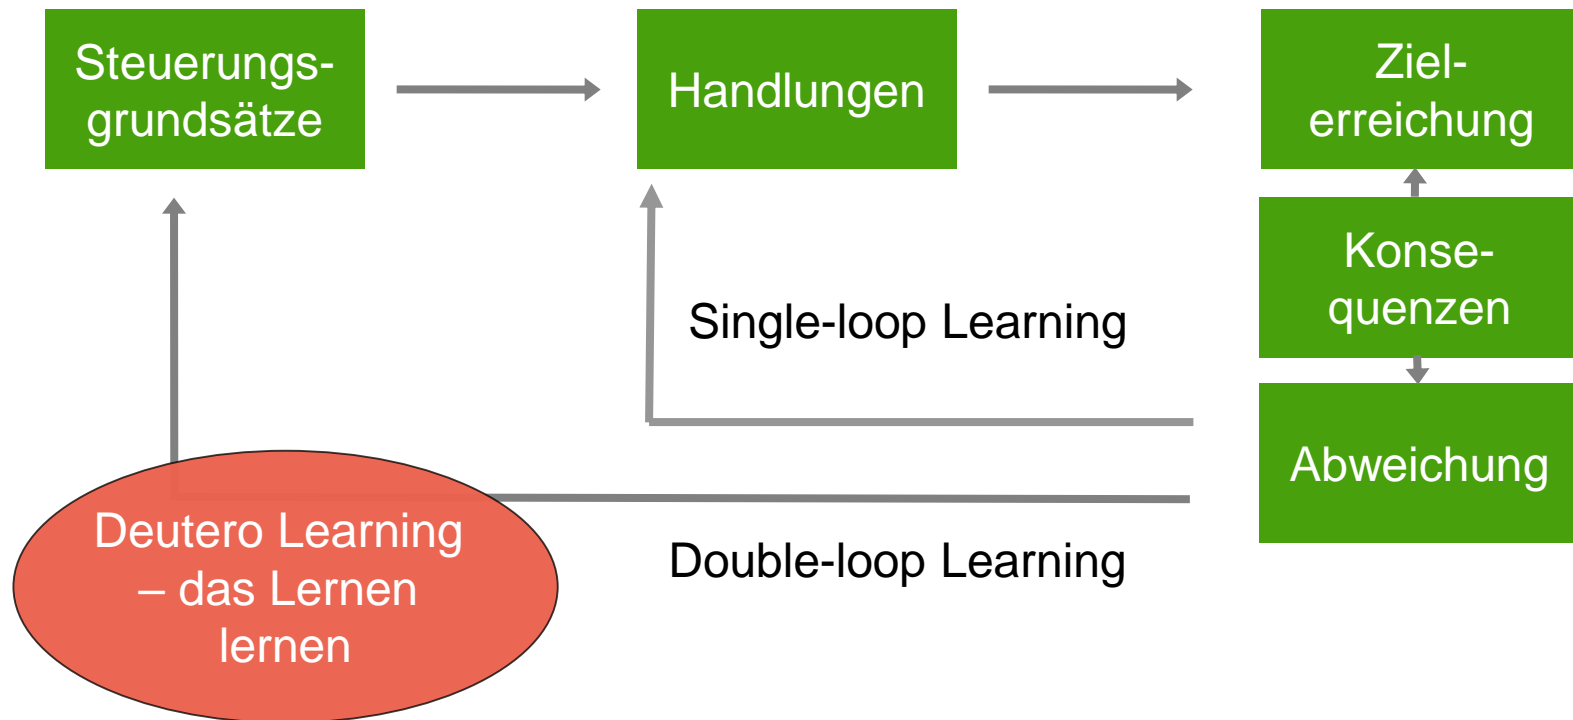 Steuerungs-
grundsätze
Handlungen
Ziel-
erreichung
Konse-
quenzen
Single-loop Learning
Abweichung
Deutero Learning
– das Lernen
lernen
Double-loop Learning